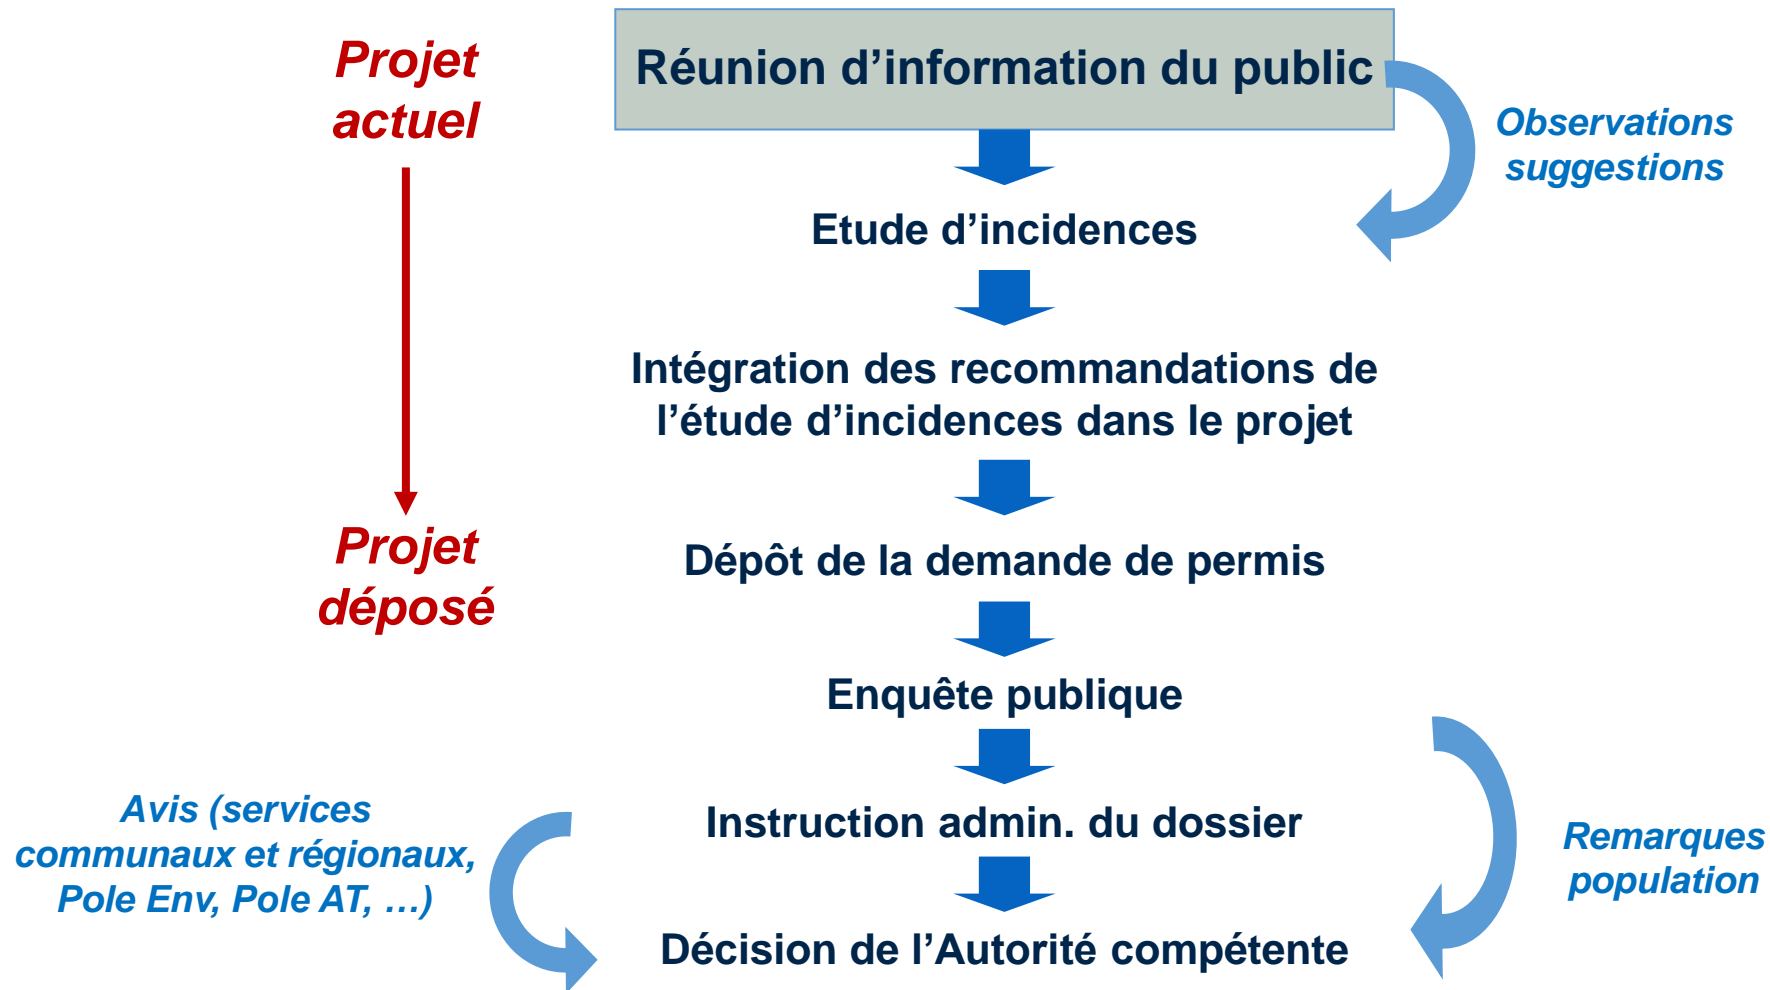 Projet
actuel
Réunion d’information du public
Observations
suggestions
Etude d’incidences
Intégration des recommandations de
l’étude d’incidences dans le projet
Projet
déposé
Dépôt de la demande de permis
Enquête publique
Avis (services
communaux et régionaux,
Pole Env, Pole AT, …)
Instruction admin. du dossier
Remarques
population
Décision de l’Autorité compétente